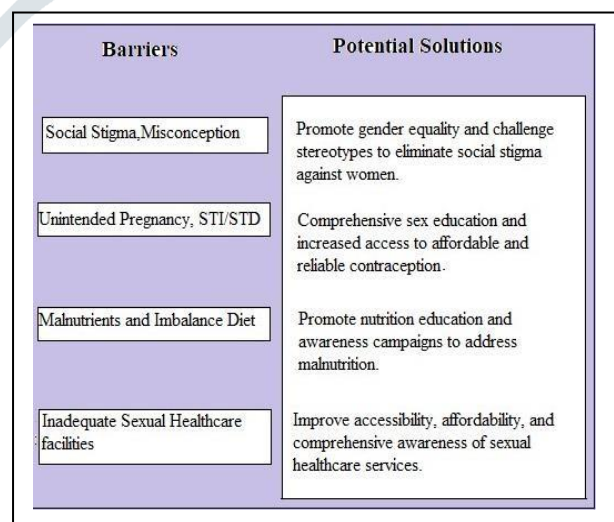 Barriers
Potential Solutions
Social Stigma,Misconception
Promote gender equality and challenge
stereotypes to eliminate social stigma
against women.
Unintended Pregnancy, STI/STD
Comprehensive sex education and
increased access to affordable and
reliable contraception.
Malnutrients and Imbalance Diet
Promote nutrition education and
awareness campaigns to address
malnutrition.
Inadequate Sexual Healthcare
facilities
Improve accessibility, affordability, and
comprehensive awareness of sexual
healthcare services.